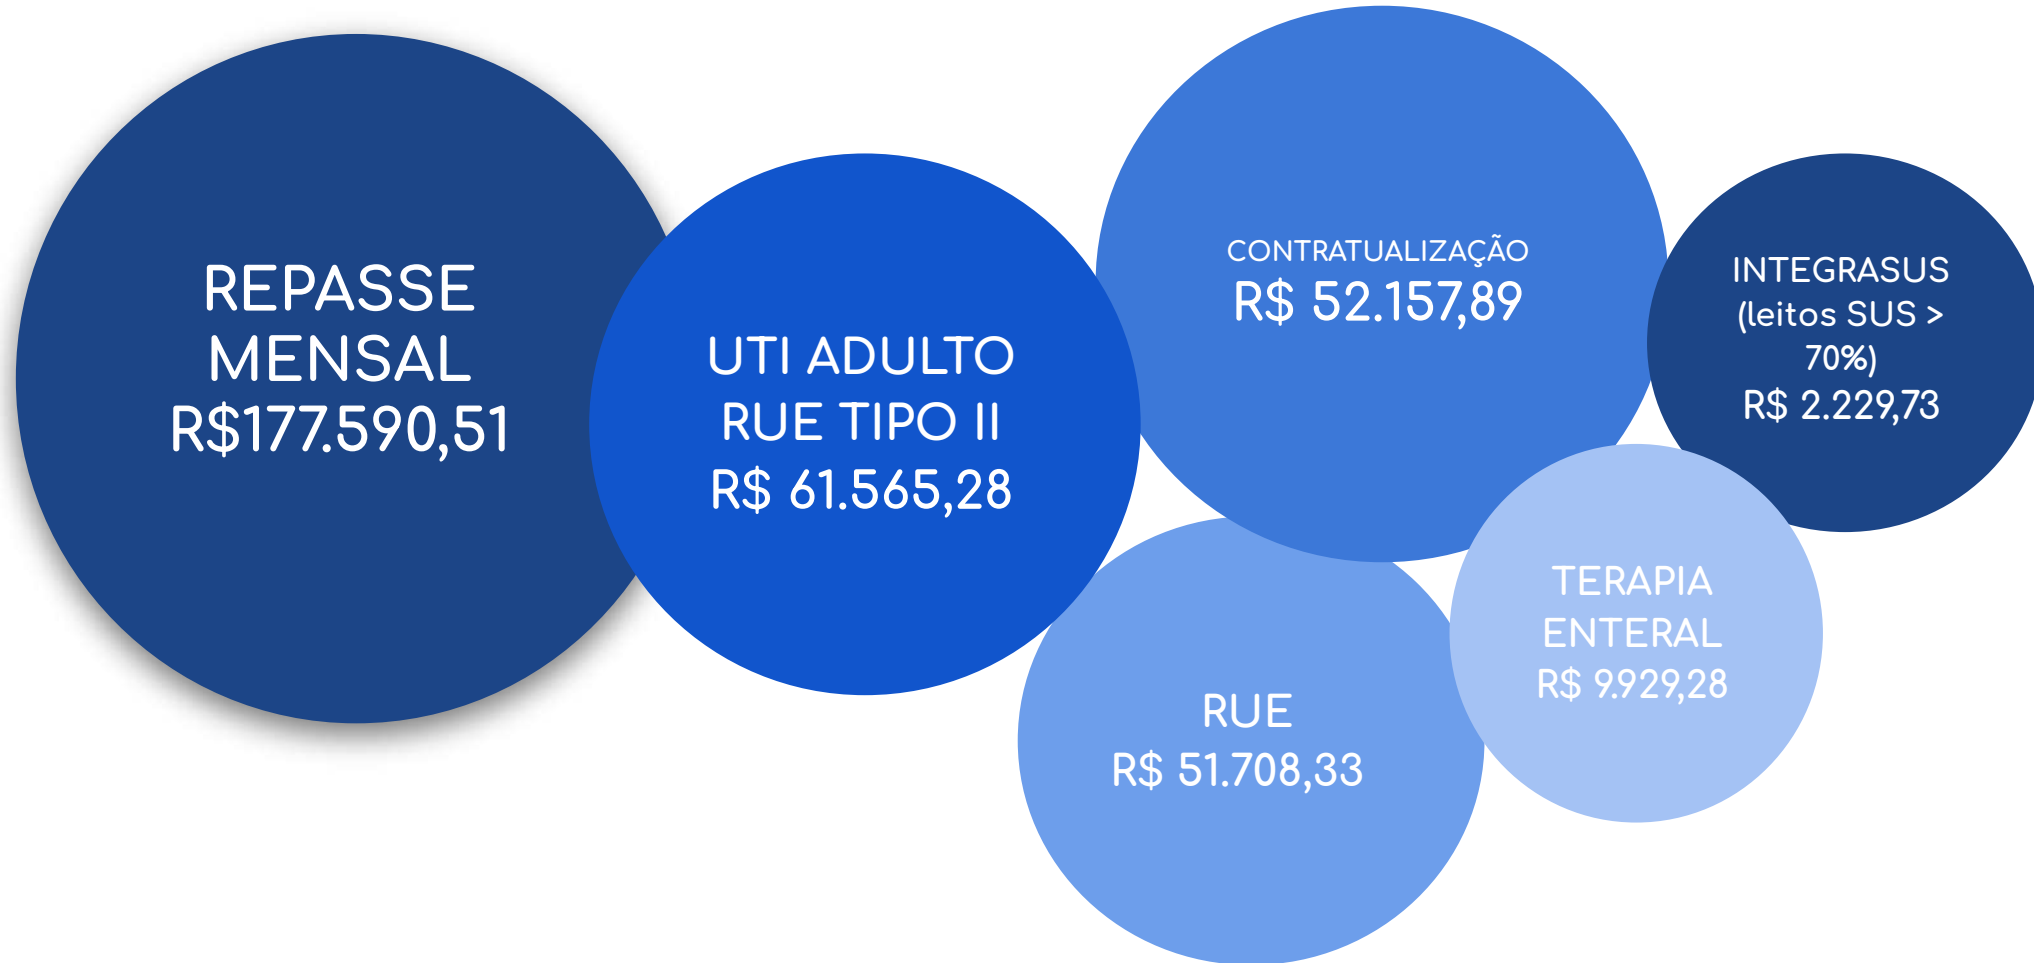 REPASSE
MENSAL
R$177.590,51
UTI ADULTO
RUE TIPO II
R$ 61.565,28
CONTRATUALIZAÇÃO
R$ 52.157,89
INTEGRASUS
(leitos SUS >
70%)
R$ 2.229,73
TERAPIA
ENTERAL
R$ 9.929,28
RUE
R$ 51.708,33